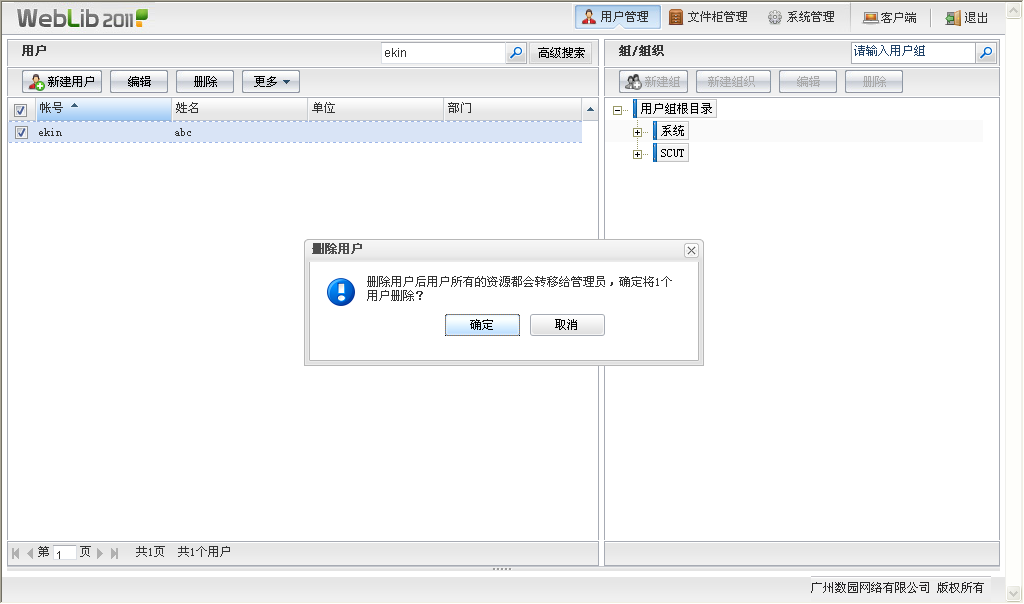 WebLib 2011
用户管理 文件柜管理 系统管理 客户端 退出
用户 ekin 高级搜索
新建用户 编辑 删除 更多
帐号 姓名 单位 部门
ekin abc
组/组织 请输入用户组
新建组 新建组织 编辑 删除
用户组根目录
系统
SCUT
删除用户
删除用户后用户所有的资源都会转移给管理员，确定将1个
用户删除？
确定 取消
第 1 页 共1页 共1个用户
广州数园网络有限公司 版权所有